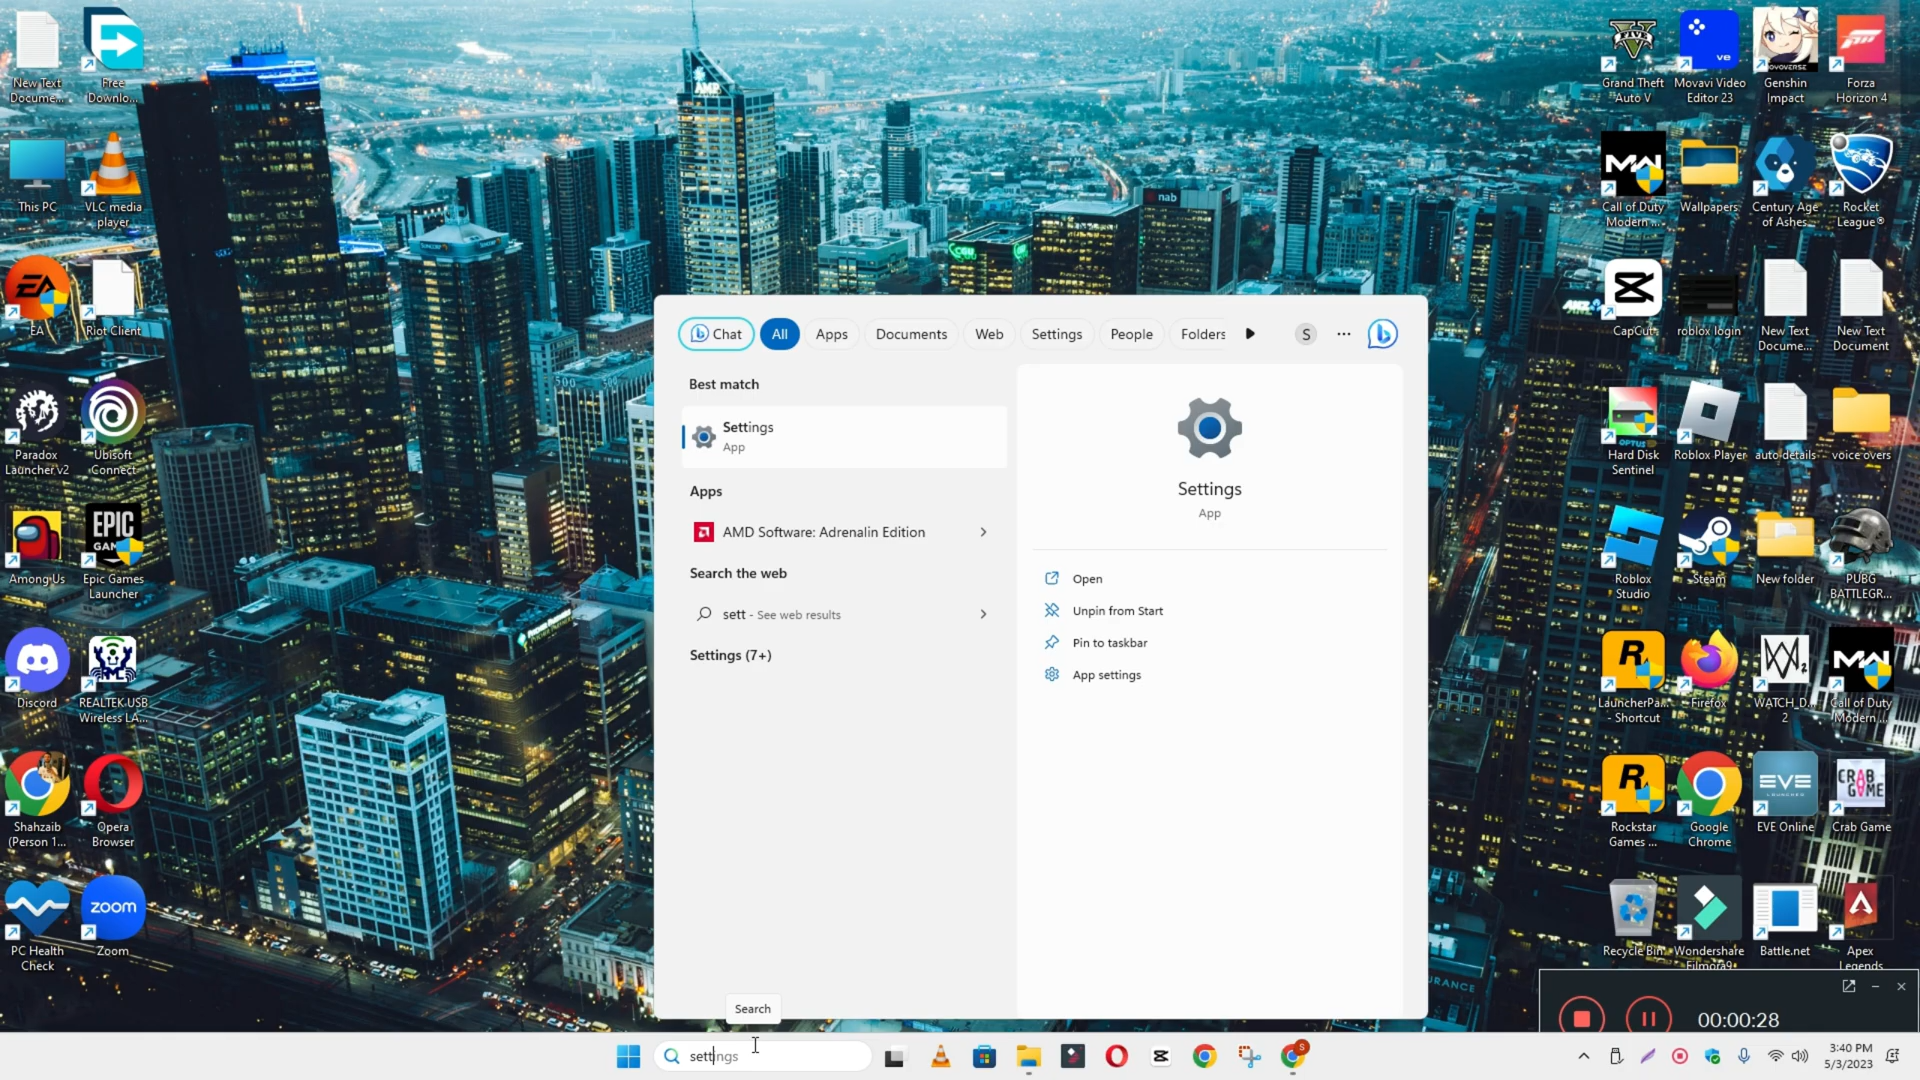 New Text
Docume...
Free
Downlo...
This PC
VLC media
player
EA
Riot Client
Paradox
Launcher v2
Ubisoft
Connect
Among Us
EPIC
Epic Games
Launcher
Discord
REALTEK USB
Wireless LA...
Shahzaib
(Person 1...
Opera
Browser
PC Health
Check
zoom
Zoom
nab
Chat
All
Apps
Documents
Web
Settings
People
Folders
S
Best match
Settings
App
Apps
AMD Software: Adrenalin Edition
Search the web
sett - See web results
Settings (7+)
Settings
App
Open
Unpin from Start
Pin to taskbar
App settings
Search
settings
Grand Theft
Auto V
Movavi Video
Editor 23
Genshin
Impact
Forza
Horizon 4
Call of Duty
Modern ...
Wallpapers
Century Age
of Ashes
Rocket
League®
CapCut
roblox login
New Text
Docume...
New Text
Document
Hard Disk
Sentinel
Roblox Player
auto details
voice overs
Roblox
Studio
Steam
New folder
PUBG
BATTLEGR...
LauncherPa...
- Shortcut
Firefox
WATCH_D...
2
Call of Duty
Modern ...
Rockstar
Games ...
Google
Chrome
EVE
EVE Online
CRAB
GAME
Crab Game
Recycle Bin
Wondershare
Filmora9
Battle.net
Apex
Legends
00:00:28
3:40 PM
5/3/2023